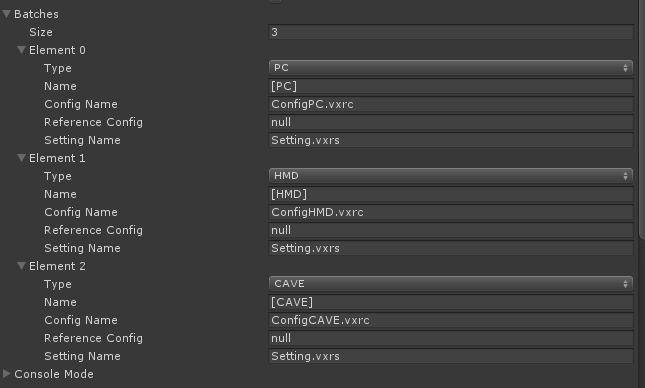 Batches
Size 3
Element 0
Type PC
Name [PC]
Config Name ConfigPC.vxrc
Reference Config null
Setting Name Setting.vxrs
Element 1
Type HMD
Name [HMD]
Config Name ConfigHMD.vxrc
Reference Config null
Setting Name Setting.vxrs
Element 2
Type CAVE
Name [CAVE]
Config Name ConfigCAVE.vxrc
Reference Config null
Setting Name Setting.vxrs
Console Mode